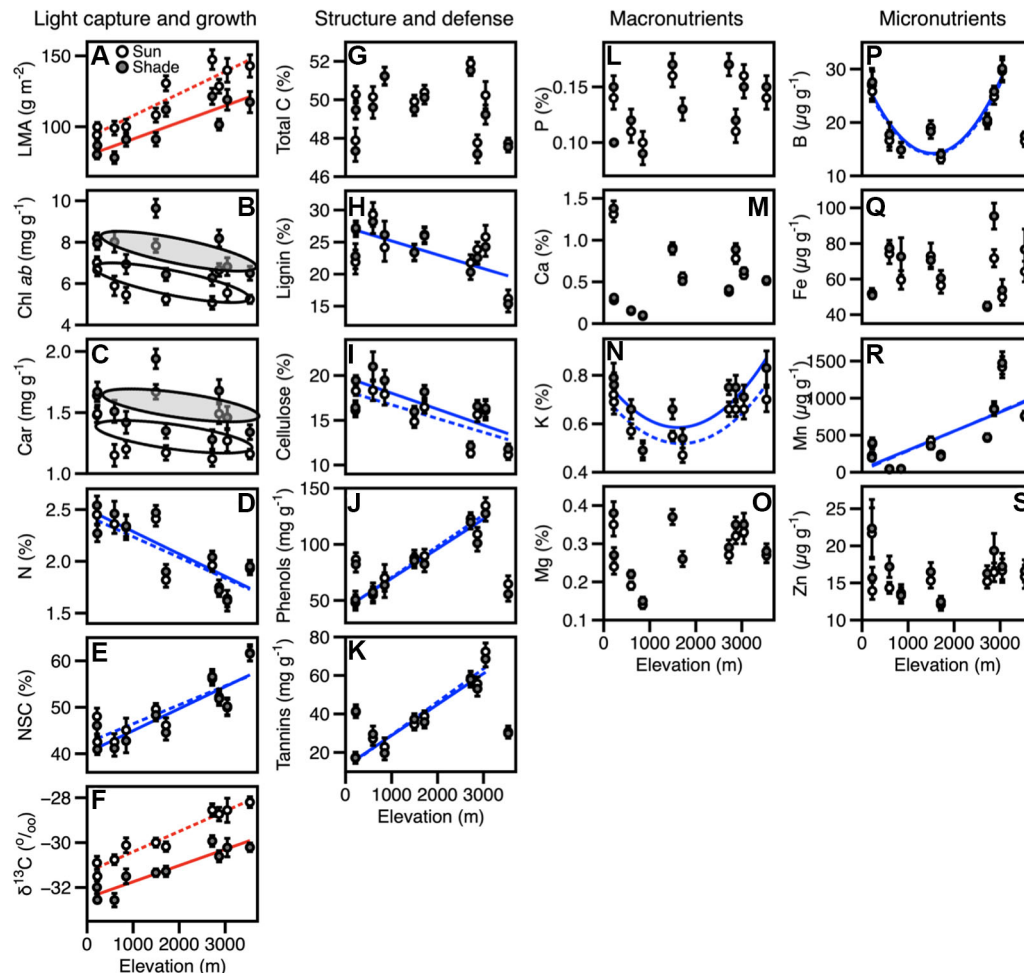 Light capture and growth
Structure and defense
Macronutrients
Micronutrients
A
Sun
Shade
LMA (g m⁻²)
150
100
B
Chl ab (mg g⁻¹)
10
8
6
4
C
Car (mg g⁻¹)
2.0
1.5
1.0
D
N (%)
2.5
2.0
1.5
E
NSC (%)
60
50
40
F
δ¹³C (⁰/₀₀)
−28
−30
−32
0 1000 2000 3000
Elevation (m)
G
Total C (%)
52
50
48
46
H
Lignin (%)
30
25
20
15
I
Cellulose (%)
20
15
10
J
Phenols (mg g⁻¹)
150
100
50
K
Tannins (mg g⁻¹)
80
60
40
20
0 1000 2000 3000
Elevation (m)
L
P (%)
0.15
0.10
M
Ca (%)
1.5
1.0
0.5
0
N
K (%)
0.8
0.6
0.4
O
Mg (%)
0.4
0.3
0.2
0.1
0 1000 2000 3000
Elevation (m)
P
B (µg g⁻¹)
30
20
10
Q
Fe (µg g⁻¹)
100
80
60
40
R
Mn (µg g⁻¹)
1500
1000
500
0
S
Zn (µg g⁻¹)
25
20
15
10
0 1000 2000 3000
Elevation (m)